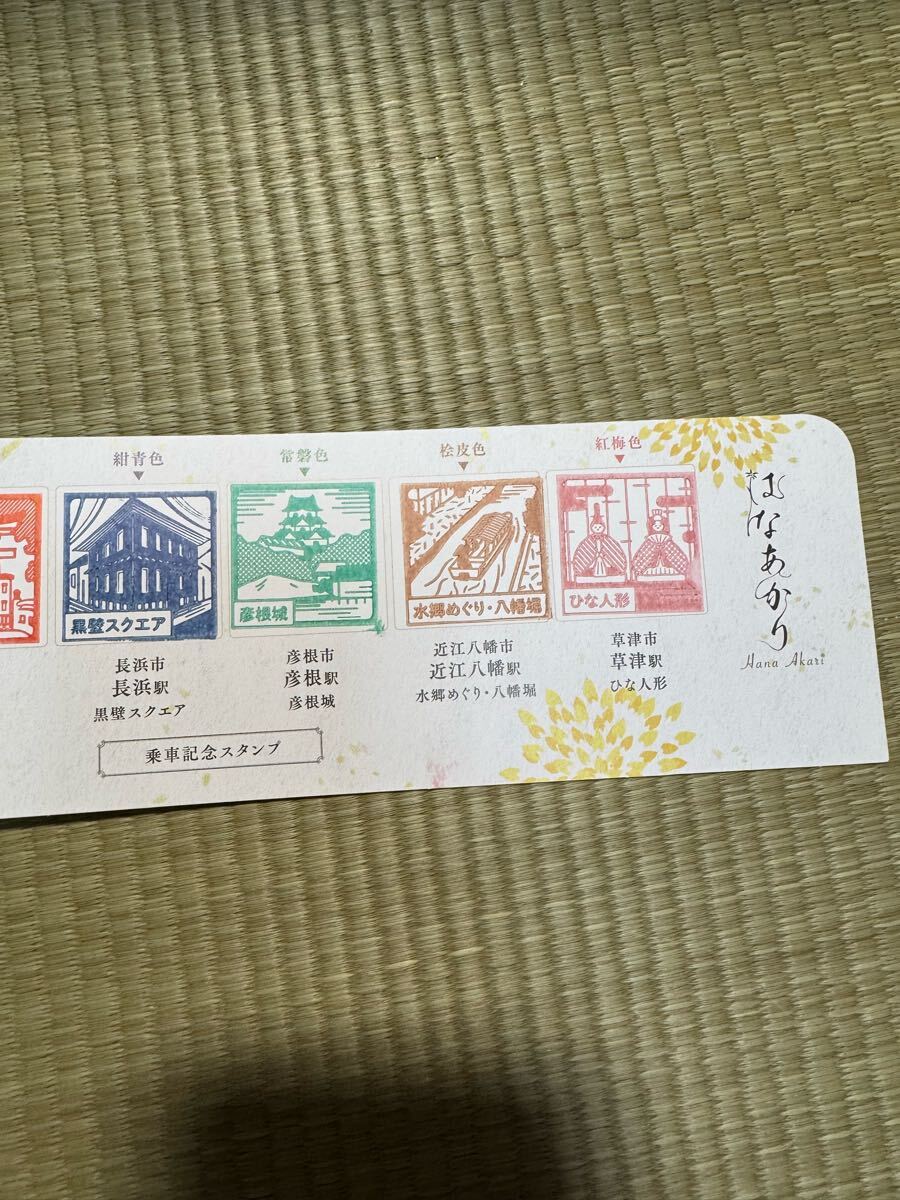 紺青色
常磐色
桧皮色
紅梅色
黒壁スクエア
彦根城
水郷めぐり・八幡堀
ひな人形
長浜市
長浜駅
黒壁スクエア
彦根市
彦根駅
彦根城
近江八幡市
近江八幡駅
水郷めぐり・八幡堀
草津市
草津駅
ひな人形
乗車記念スタンプ
はなあかり
Hana Akari